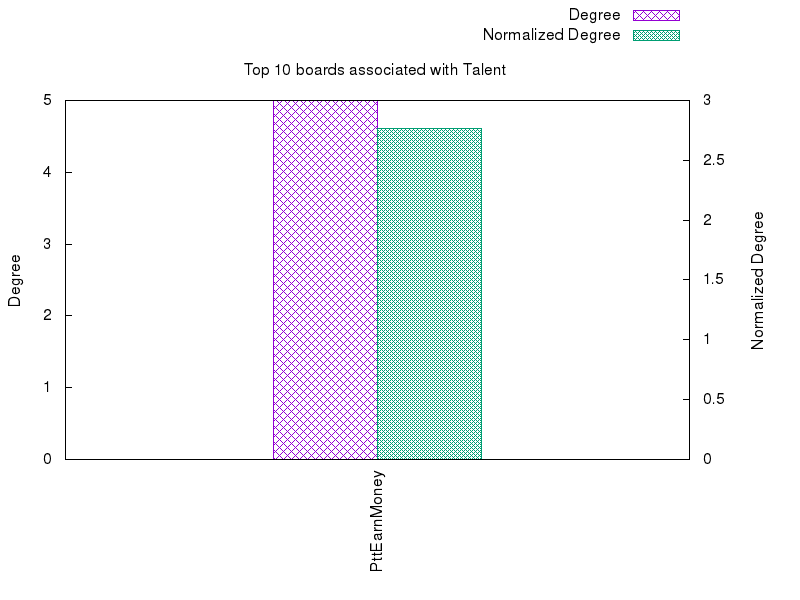 Degree
Normalized Degree
Top 10 boards associated with Talent
5
4
3
2
1
0
Degree
3
2.5
2
1.5
1
0.5
0
Normalized Degree
PttEarnMoney